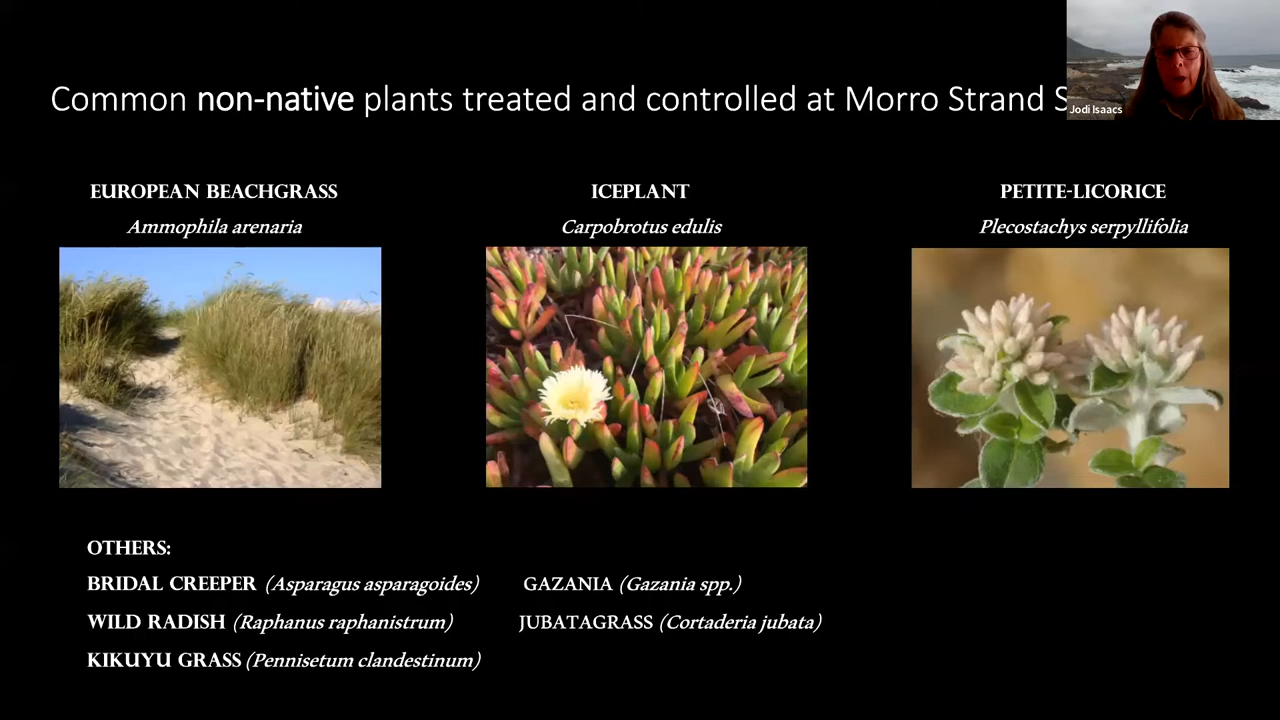 Common non-native plants treated and controlled at Morro Strand S
Jodi Isaacs
EUROPEAN BEACHGRASS
Ammophila arenaria
ICEPLANT
Carpobrotus edulis
PETITE-LICORICE
Plecostachys serpyllifolia
OTHERS:
BRIDAL CREEPER (Asparagus asparagoides)
WILD RADISH (Raphanus raphanistrum)
KIKUYU GRASS (Pennisetum clandestinum)
GAZANIA (Gazania spp.)
JUBATAGRASS (Cortaderia jubata)